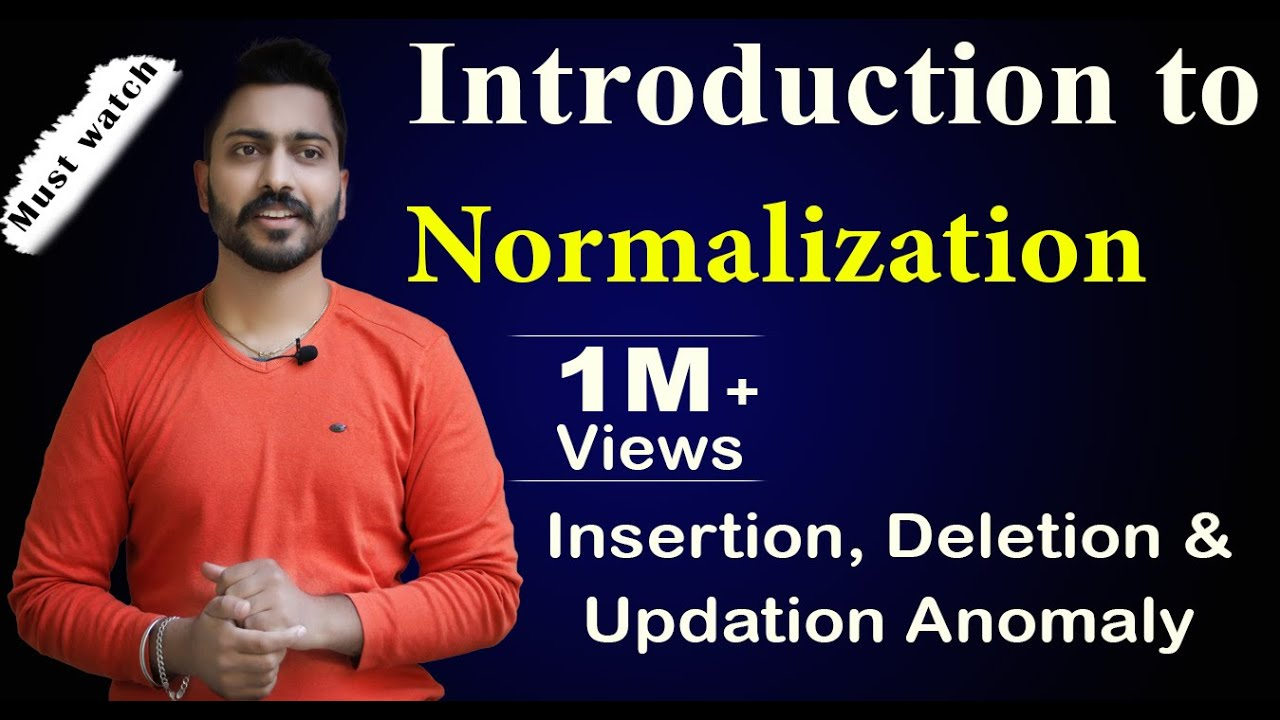 Must watch
Introduction to
Normalization
1M+
Views
Insertion, Deletion &
Updation Anomaly